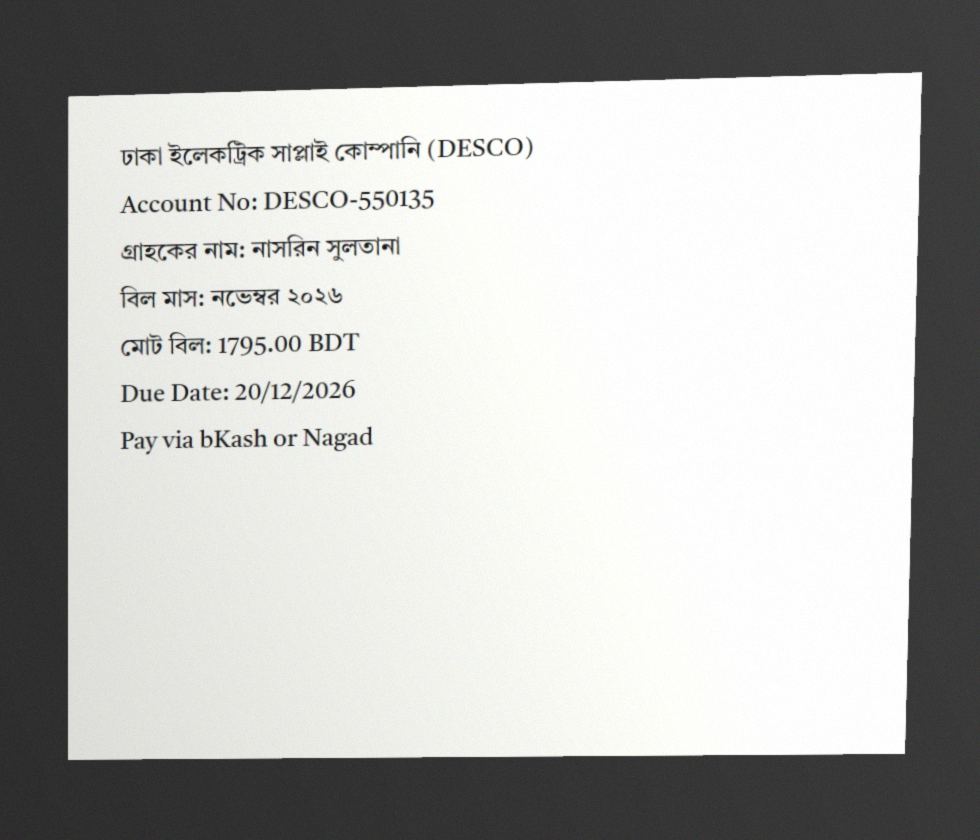 ঢাকা ইলেকট্রিক সাপ্লাই কোম্পানি (DESCO)
Account No: DESCO-550135
গ্রাহকের নাম: নাসরিন সুলতানা
বিল মাস: নভেম্বর ২০২৬
মোট বিল: 1795.00 BDT
Due Date: 20/12/2026
Pay via bKash or Nagad